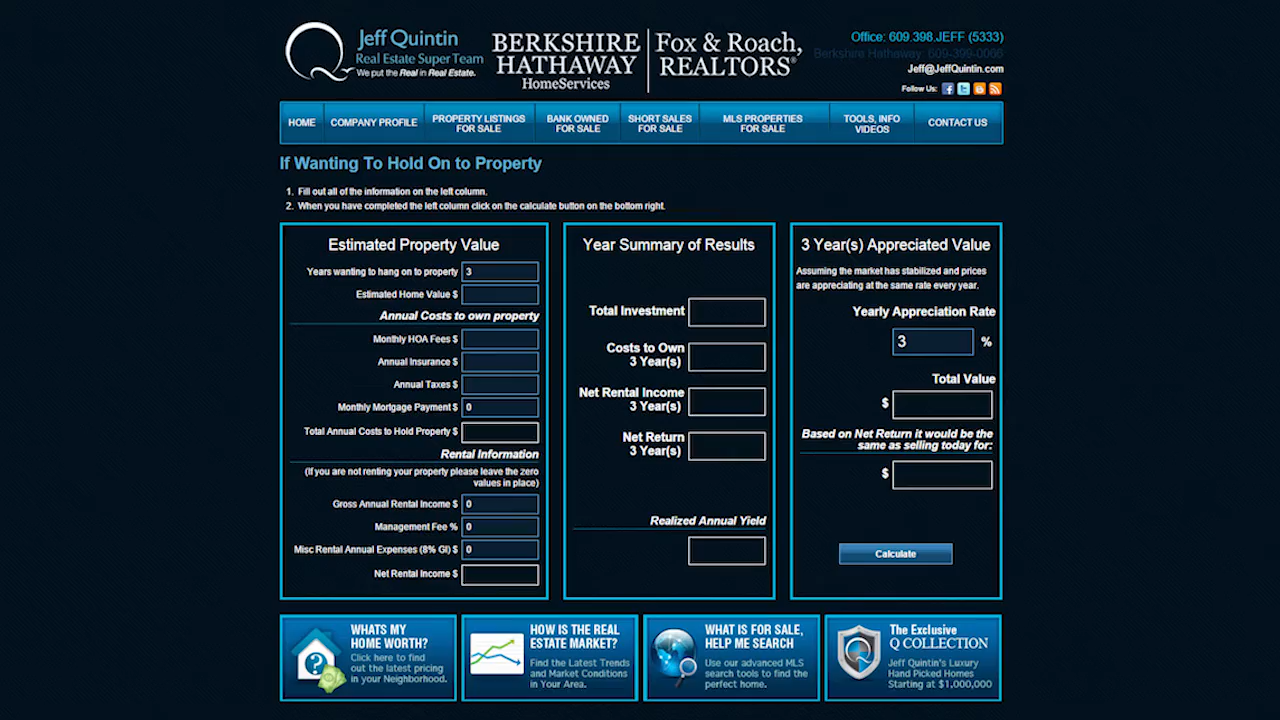 Jeff Quintin
Real Estate Super Team
We put the Real in Real Estate.
BERKSHIRE
HATHAWAY
HomeServices
Fox & Roach,
REALTORS®
Office: 609.398.JEFF (5333)
Berkshire Hathaway: 609-399-0066
Jeff@JeffQuintin.com
Follow Us:
HOME
COMPANY PROFILE
PROPERTY LISTINGS
FOR SALE
BANK OWNED
FOR SALE
SHORT SALES
FOR SALE
MLS PROPERTIES
FOR SALE
TOOLS, INFO
VIDEOS
CONTACT US
If Wanting To Hold On to Property
1. Fill out all of the information on the left column.
2. When you have completed the left column click on the calculate button on the bottom right.
Estimated Property Value
Years wanting to hang on to property 3
Estimated Home Value $
Annual Costs to own property
Monthly HOA Fees $
Annual Insurance $
Annual Taxes $
Monthly Mortgage Payment $ 0
Total Annual Costs to Hold Property $
Rental Information
(If you are not renting your property please leave the zero
values in place)
Gross Annual Rental Income $ 0
Management Fee % 0
Misc Rental Annual Expenses (8% GI) $ 0
Net Rental Income $
Year Summary of Results
Total Investment
Costs to Own
3 Year(s)
Net Rental Income
3 Year(s)
Net Return
3 Year(s)
Realized Annual Yield
3 Year(s) Appreciated Value
Assuming the market has stabilized and prices
are appreciating at the same rate every year.
Yearly Appreciation Rate
3 %
Total Value
$
Based on Net Return it would be the
same as selling today for:
$
Calculate
WHATS MY
HOME WORTH?
Click here to find
out the latest pricing
in your Neighborhood.
HOW IS THE REAL
ESTATE MARKET?
Find the Latest Trends
and Market Conditions
in Your Area.
WHAT IS FOR SALE,
HELP ME SEARCH
Use our advanced MLS
search tools to find the
perfect home.
The Exclusive
Q COLLECTION
Jeff Quintin's Luxury
Hand Picked Homes
Starting at $1,000,000